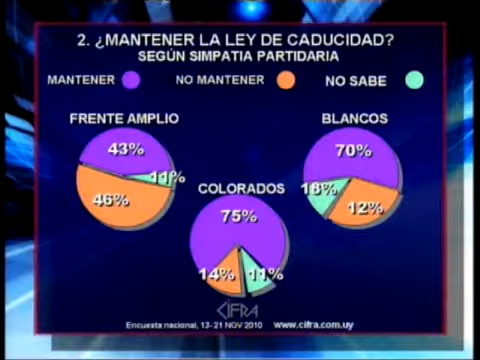 2. ¿MANTENER LA LEY DE CADUCIDAD?
SEGÚN SIMPATIA PARTIDARIA
MANTENER NO MANTENER NO SABE
FRENTE AMPLIO
43%
11%
46%
BLANCOS
70%
18%
12%
COLORADOS
75%
14%
11%
CIFRA
Encuesta nacional, 13-21 NOV 2010 www.cifra.com.uy